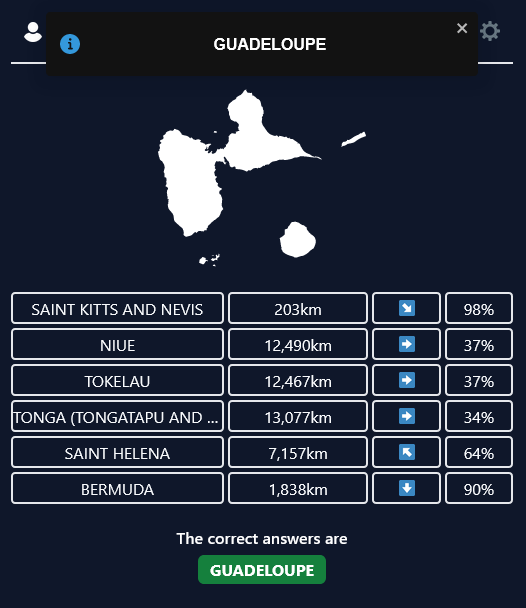 GUADELOUPE
SAINT KITTS AND NEVIS 203km 98%
NIUE 12,490km 37%
TOKELAU 12,467km 37%
TONGA (TONGATAPU AND ... 13,077km 34%
SAINT HELENA 7,157km 64%
BERMUDA 1,838km 90%
The correct answers are
GUADELOUPE